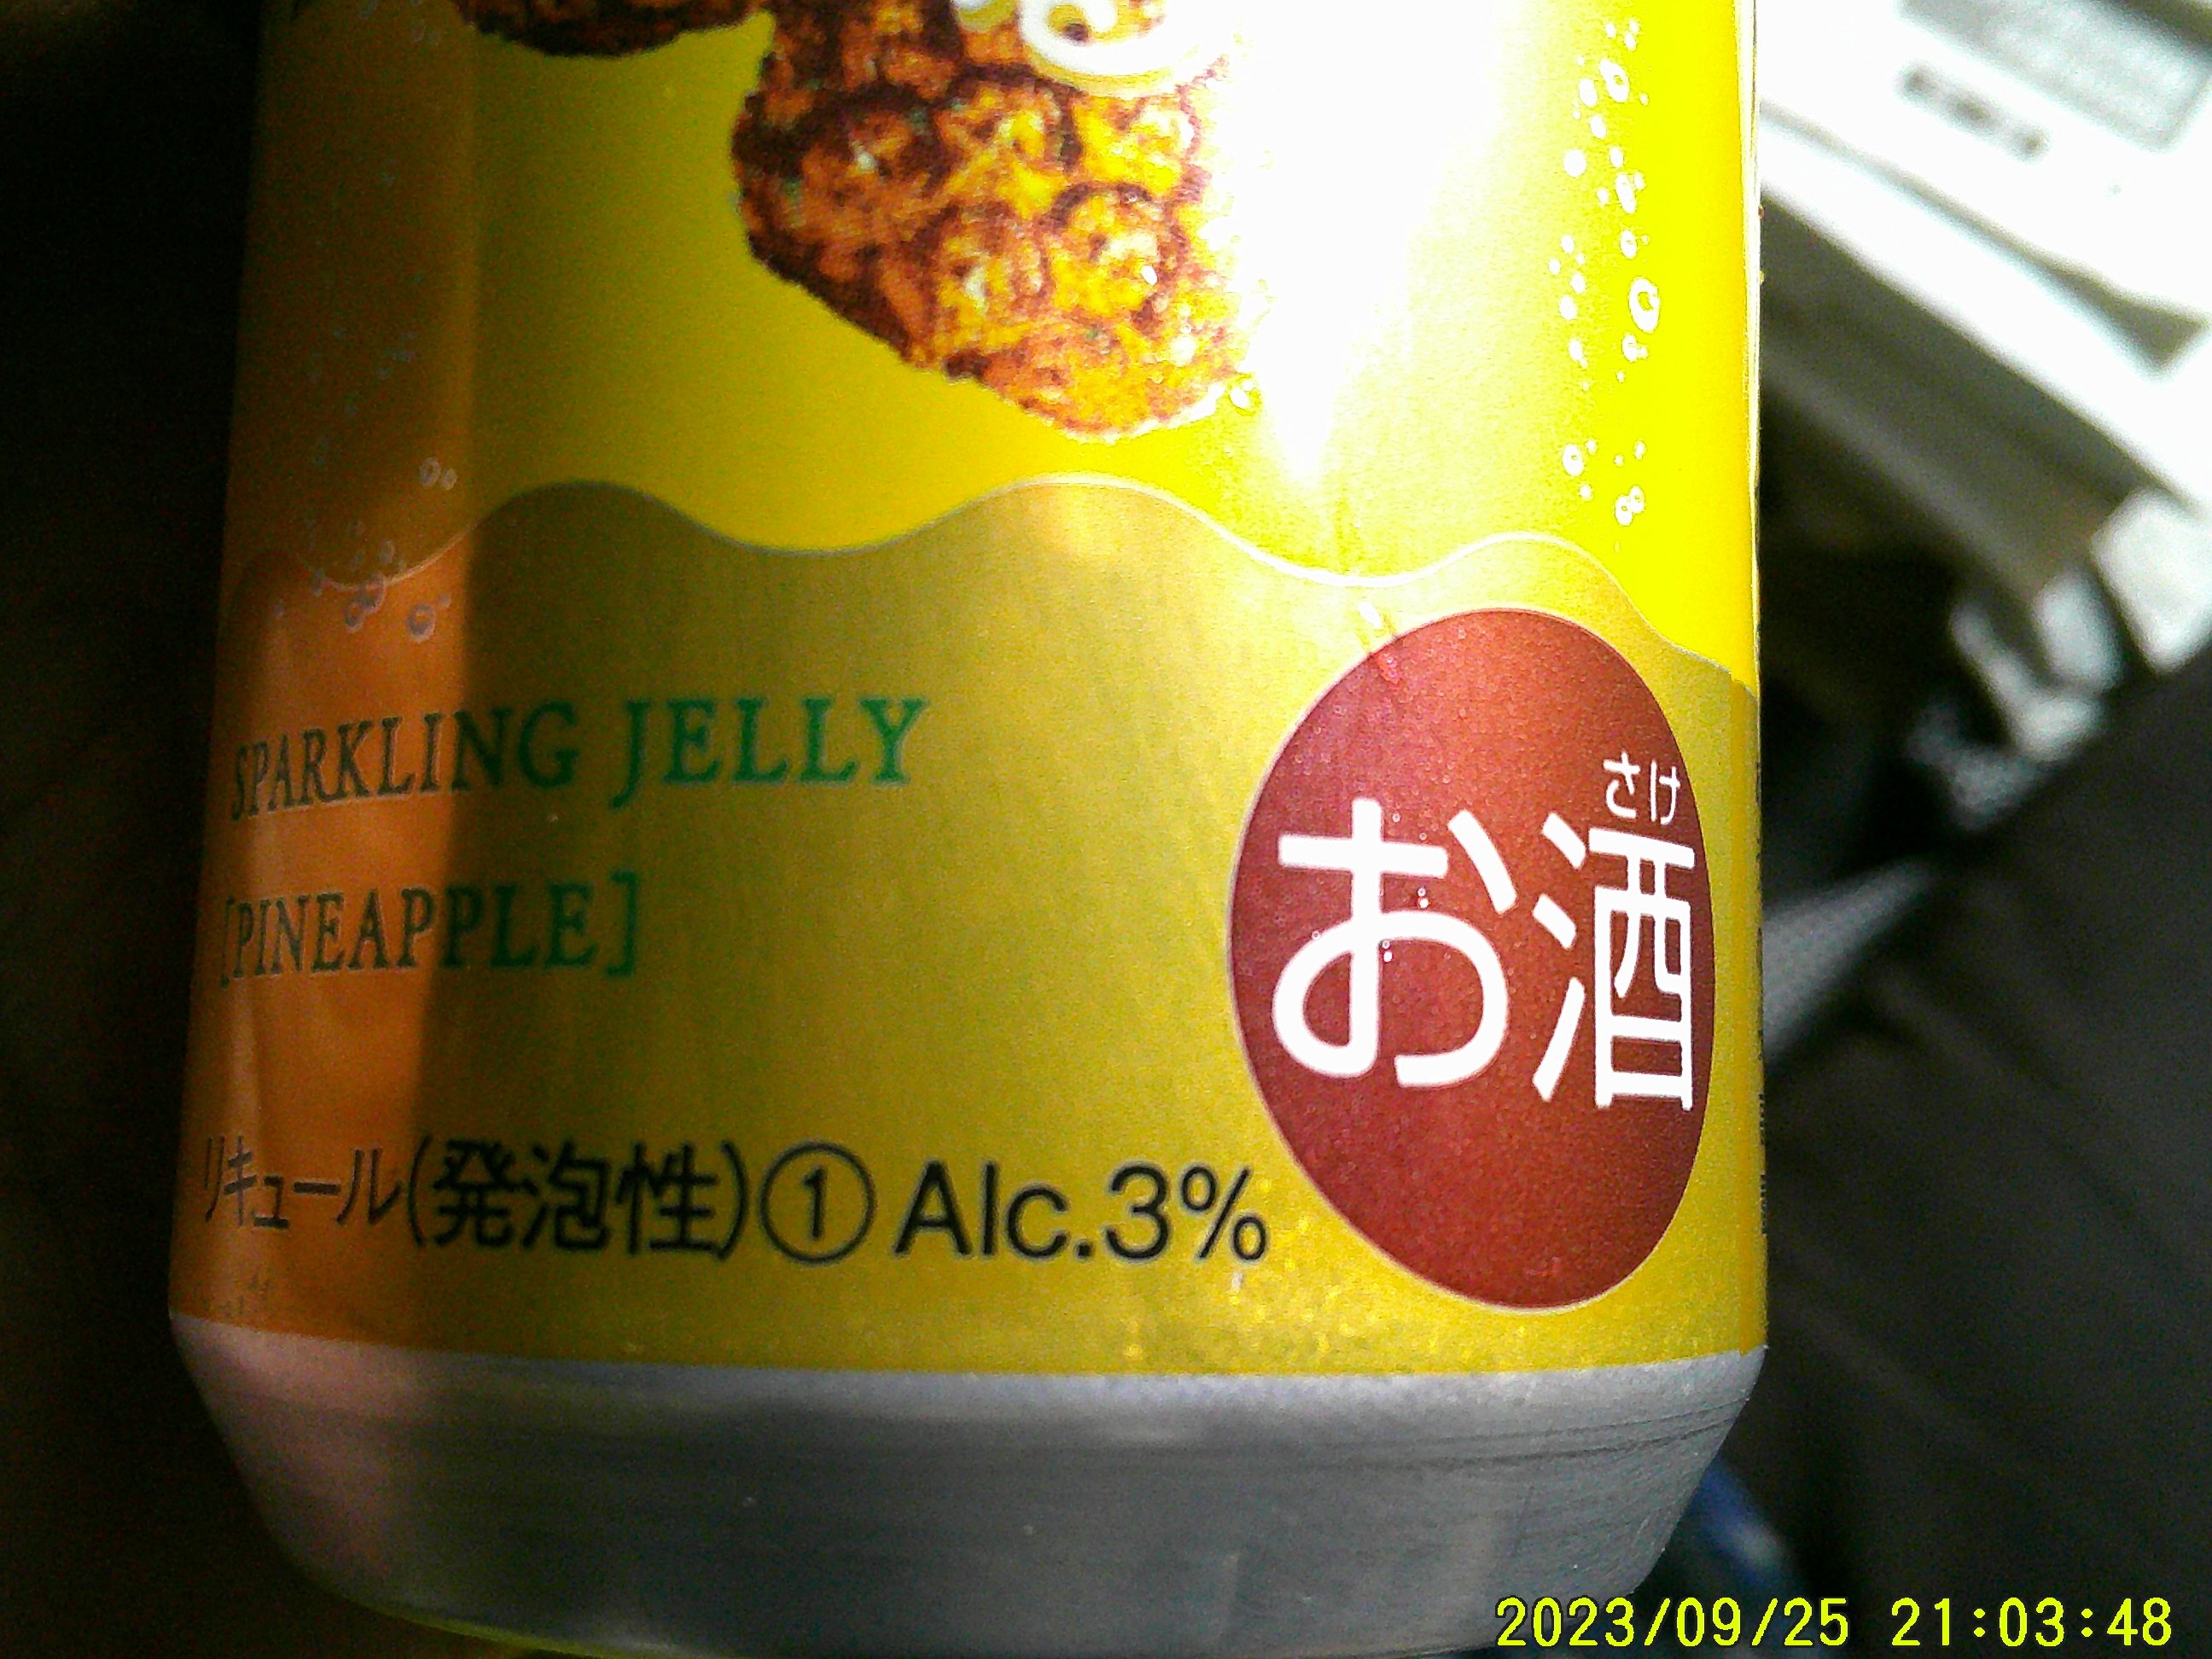 SPARKLING JELLY
[PINEAPPLE]
さけ
お酒
リキュール(発泡性)① Alc.3%
2023/09/25 21:03:48